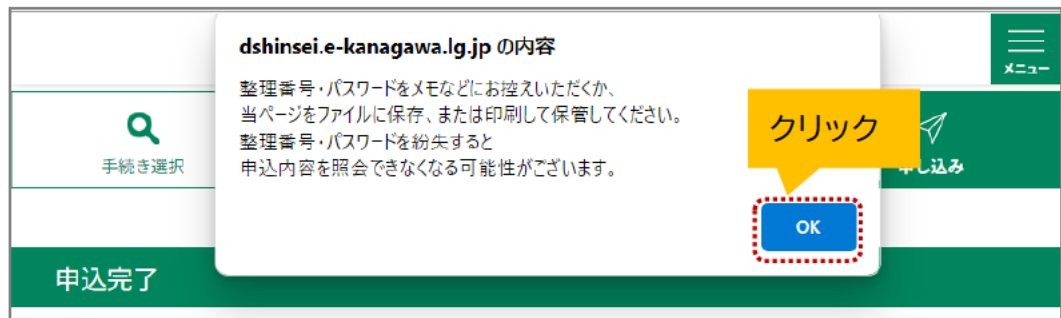 dshinsei.e-kanagawa.lg.jp の内容
整理番号・パスワードをメモなどにお控えいただくか、
当ページをファイルに保存、または印刷して保管してください。
整理番号・パスワードを紛失すると
申込内容を照会できなくなる可能性がございます。
クリック
OK
メニュー
手続き選択
申し込み
申込完了